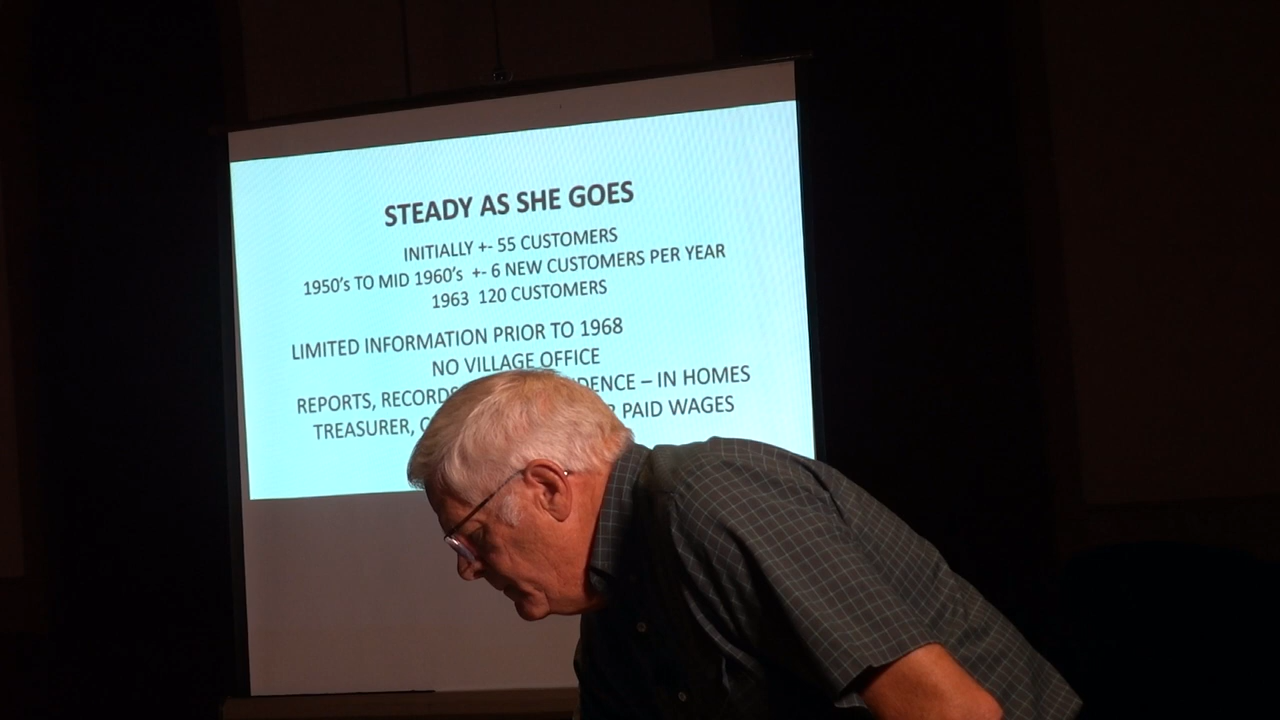 STEADY AS SHE GOES
INITIALLY +- 55 CUSTOMERS
1950's TO MID 1960's +- 6 NEW CUSTOMERS PER YEAR
1963 120 CUSTOMERS
LIMITED INFORMATION PRIOR TO 1968
NO VILLAGE OFFICE
REPORTS, RECORDS – IN HOMES
TREASURER, PAID WAGES